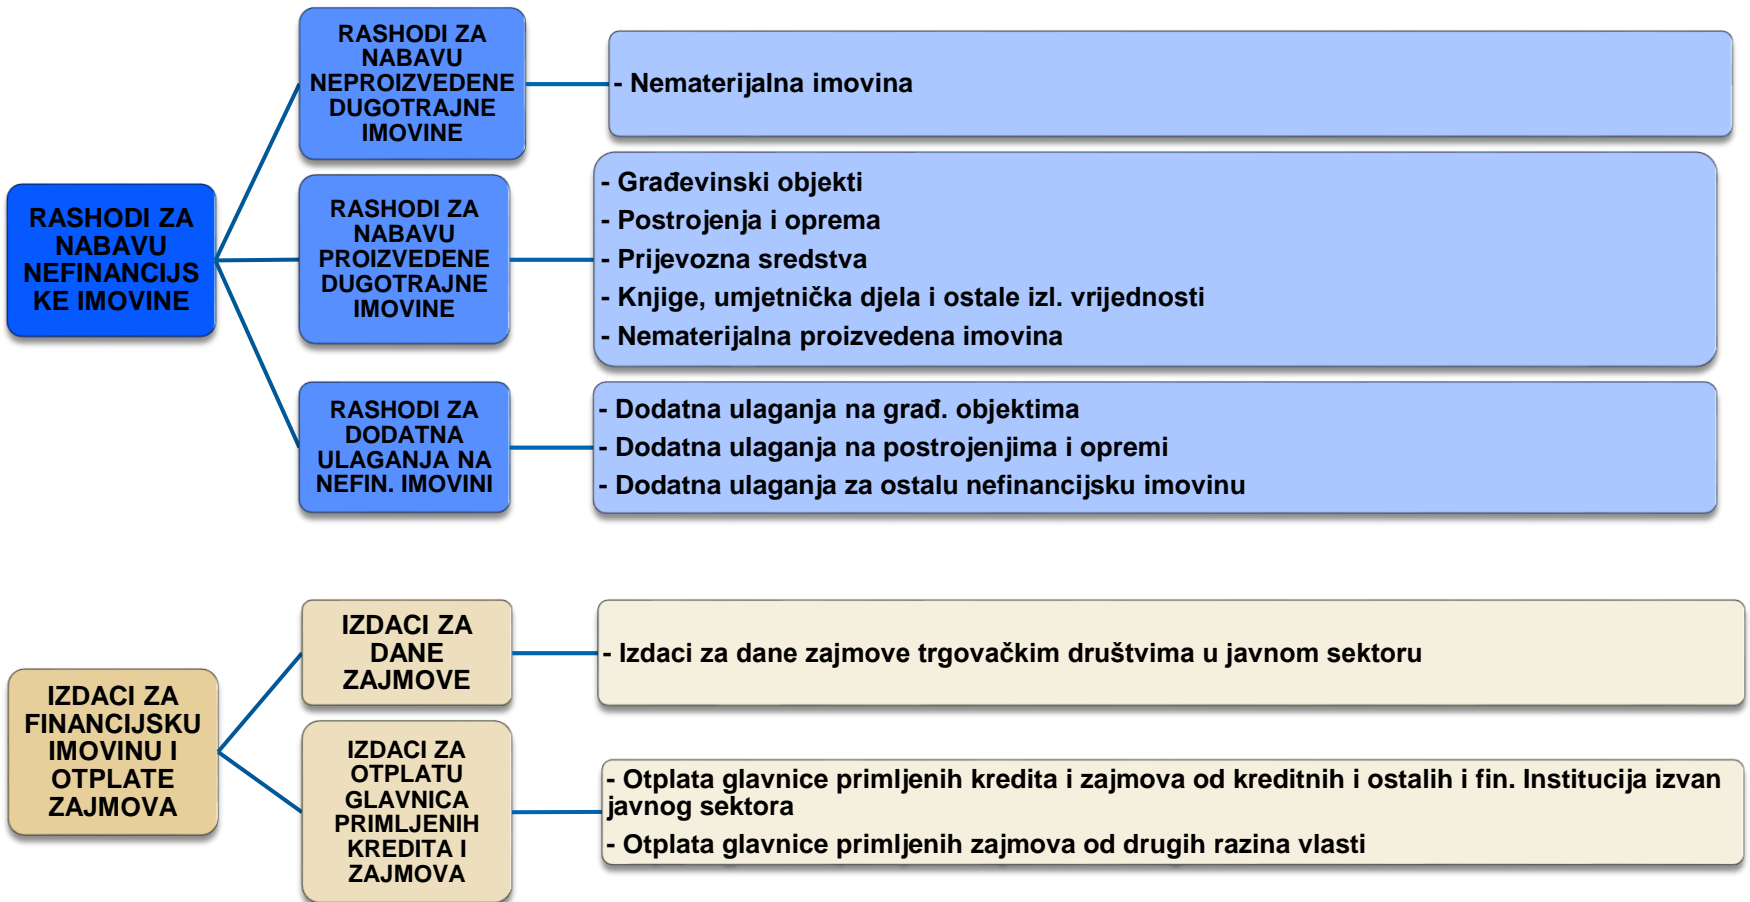 RASHODI ZA
NABAVU
NEFINANCIJS
KE IMOVINE
RASHODI ZA
NABAVU
NEPROIZVEDENE
DUGOTRAJNE
IMOVINE
- Nematerijalna imovina
RASHODI ZA
NABAVU
PROIZVEDENE
DUGOTRAJNE
IMOVINE
- Građevinski objekti
- Postrojenja i oprema
- Prijevozna sredstva
- Knjige, umjetnička djela i ostale izl. vrijednosti
- Nematerijalna proizvedena imovina
RASHODI ZA
DODATNA
ULAGANJA NA
NEFIN. IMOVINI
- Dodatna ulaganja na građ. objektima
- Dodatna ulaganja na postrojenjima i opremi
- Dodatna ulaganja za ostalu nefinancijsku imovinu
IZDACI ZA
FINANCIJSKU
IMOVINU I
OTPLATE
ZAJMOVA
IZDACI ZA
DANE
ZAJMOVE
- Izdaci za dane zajmove trgovačkim društvima u javnom sektoru
IZDACI ZA
OTPLATU
GLAVNICA
PRIMLJENIH
KREDITA I
ZAJMOVA
- Otplata glavnice primljenih kredita i zajmova od kreditnih i ostalih i fin. Institucija izvan
javnog sektora
- Otplata glavnice primljenih zajmova od drugih razina vlasti